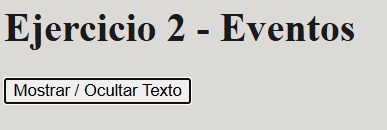 Ejercicio 2 - Eventos
Mostrar / Ocultar Texto